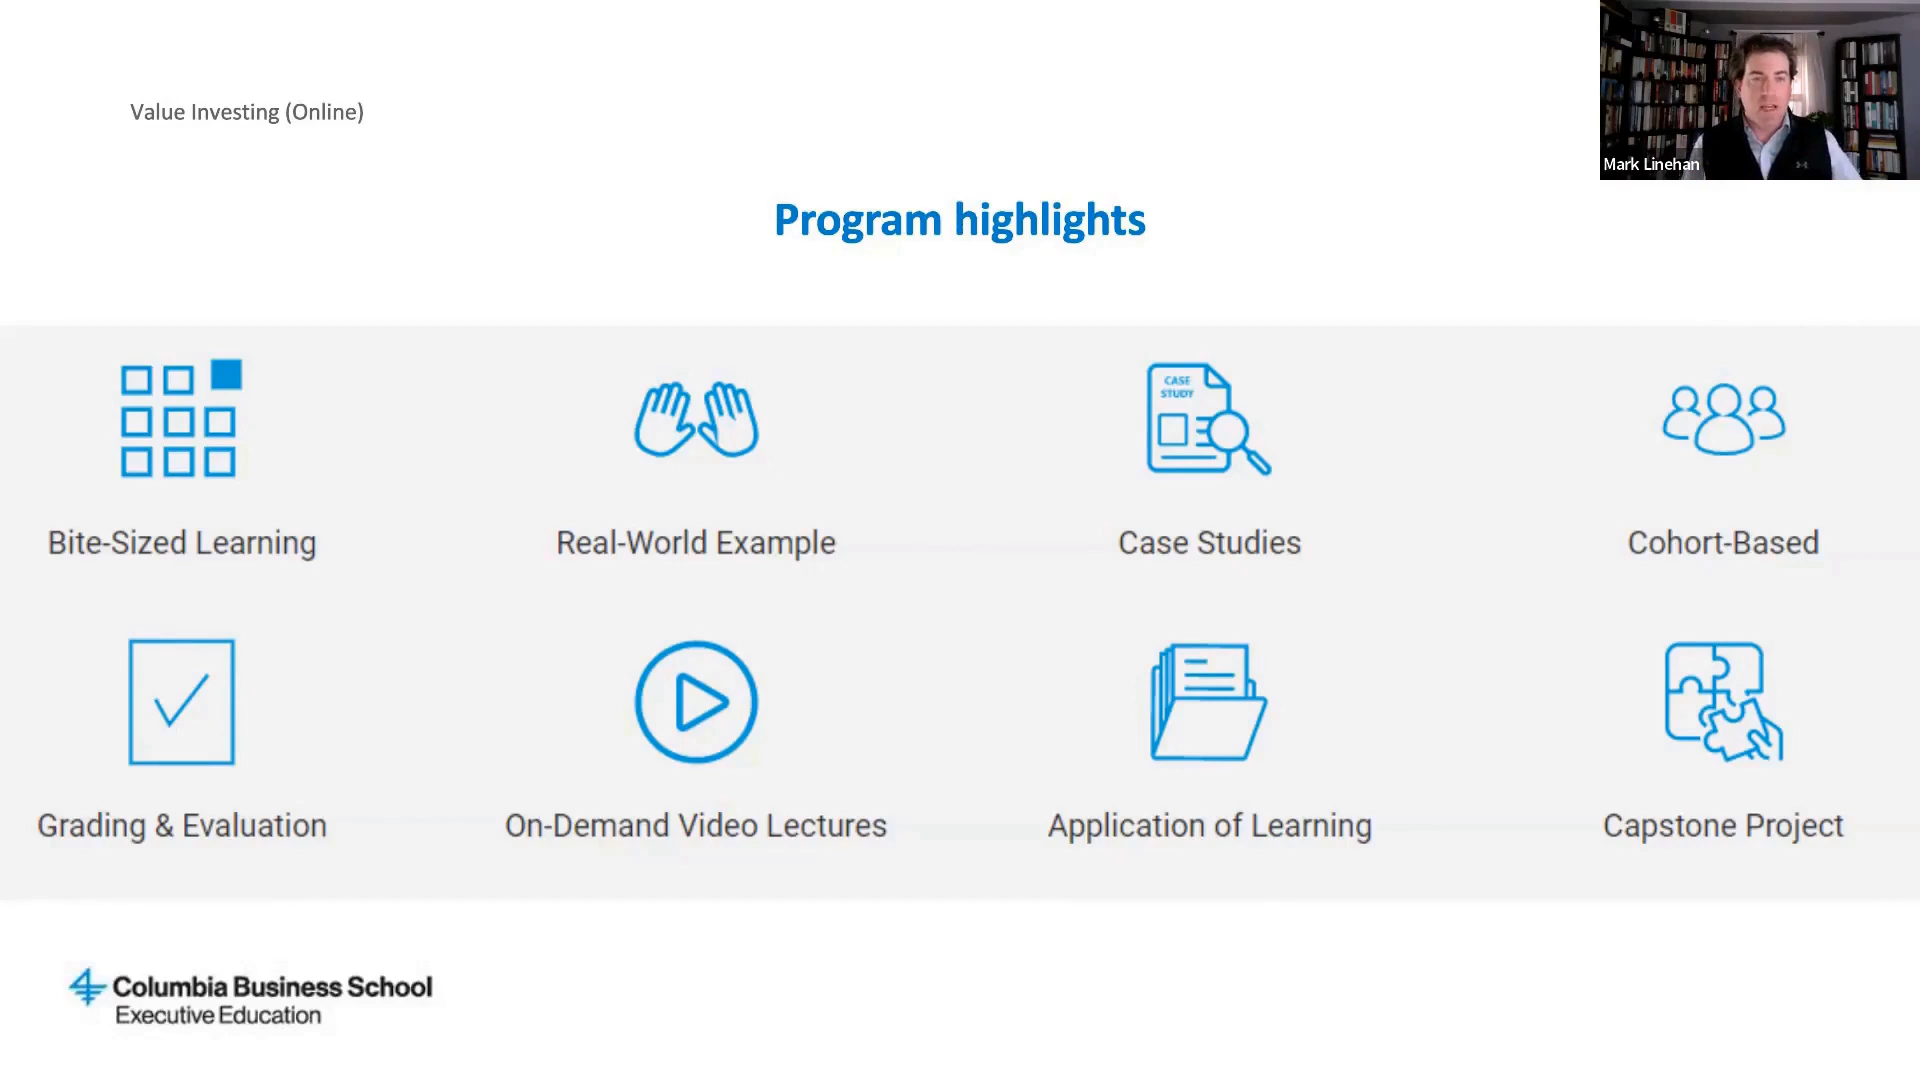 Value Investing (Online)
Mark Linehan
Program highlights
CASE
STUDY
Bite-Sized Learning
Real-World Example
Case Studies
Cohort-Based
Grading & Evaluation
On-Demand Video Lectures
Application of Learning
Capstone Project
Columbia Business School
Executive Education